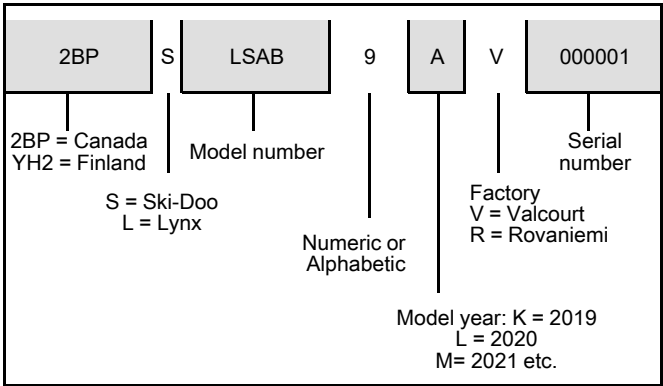 2BP S LSAB 9 A V 000001
2BP = Canada
YH2 = Finland
Model number
Serial
number
S = Ski-Doo
L = Lynx
Factory
V = Valcourt
R = Rovaniemi
Numeric or
Alphabetic
Model year: K = 2019
L = 2020
M= 2021 etc.